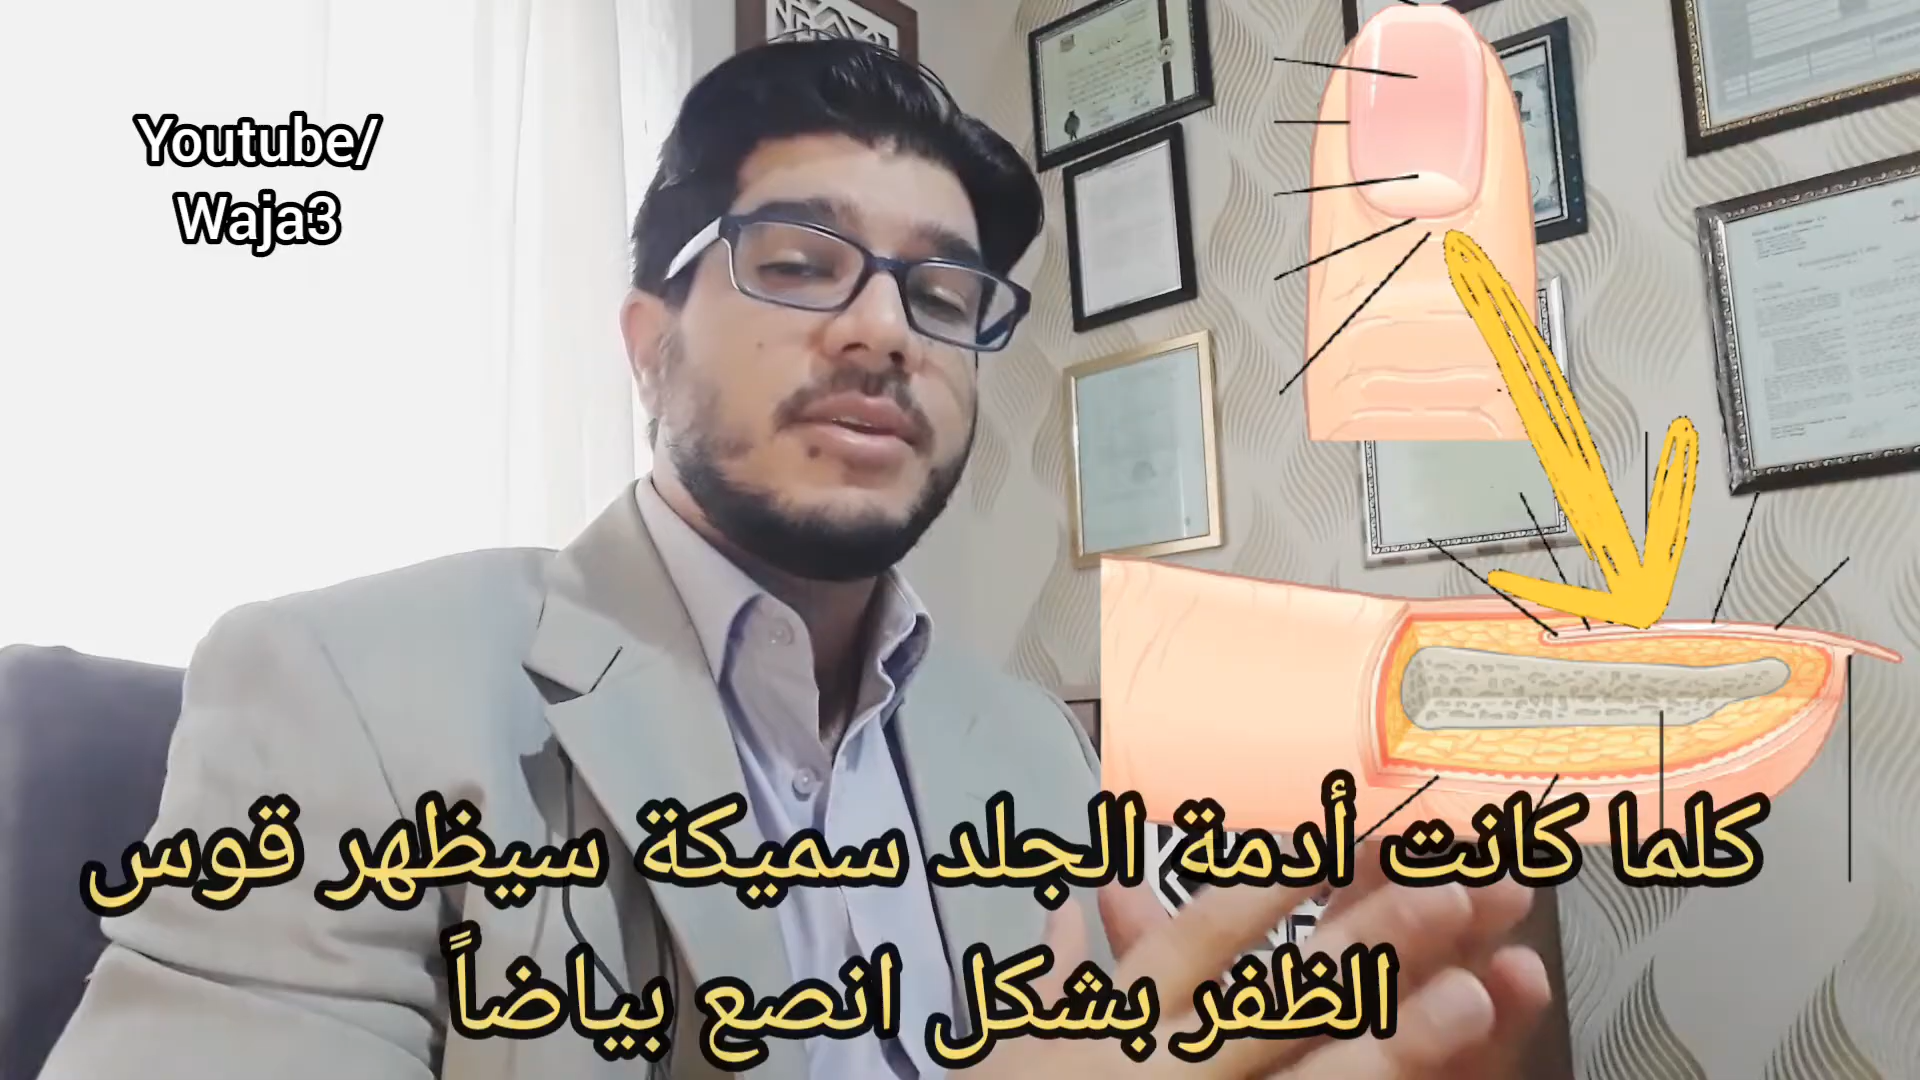 Youtube/
Waja3
كلما كانت أدمة الجلد سميكة سيظهر قوس
الظفر بشكل انصع بياضاً